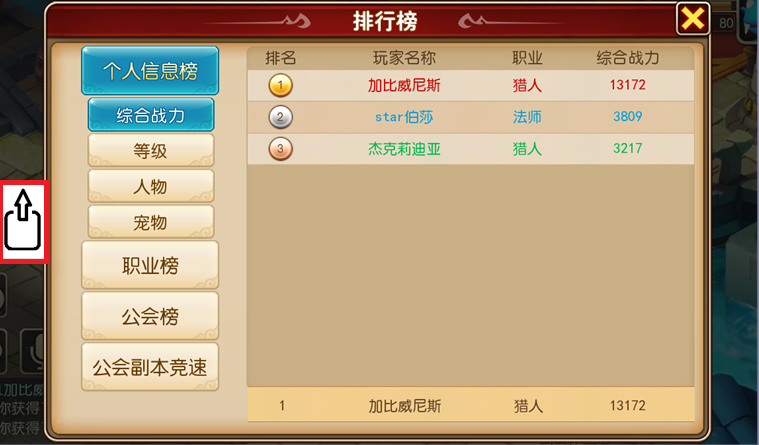 排行榜
80
个人信息榜
综合战力
等级
人物
宠物
职业榜
公会榜
公会副本竞速
排名 玩家名称 职业 综合战力
1 加比威尼斯 猎人 13172
2 star伯莎 法师 3809
3 杰克莉迪亚 猎人 3217
1 加比威尼斯 猎人 13172
加比威
你获得
你获得